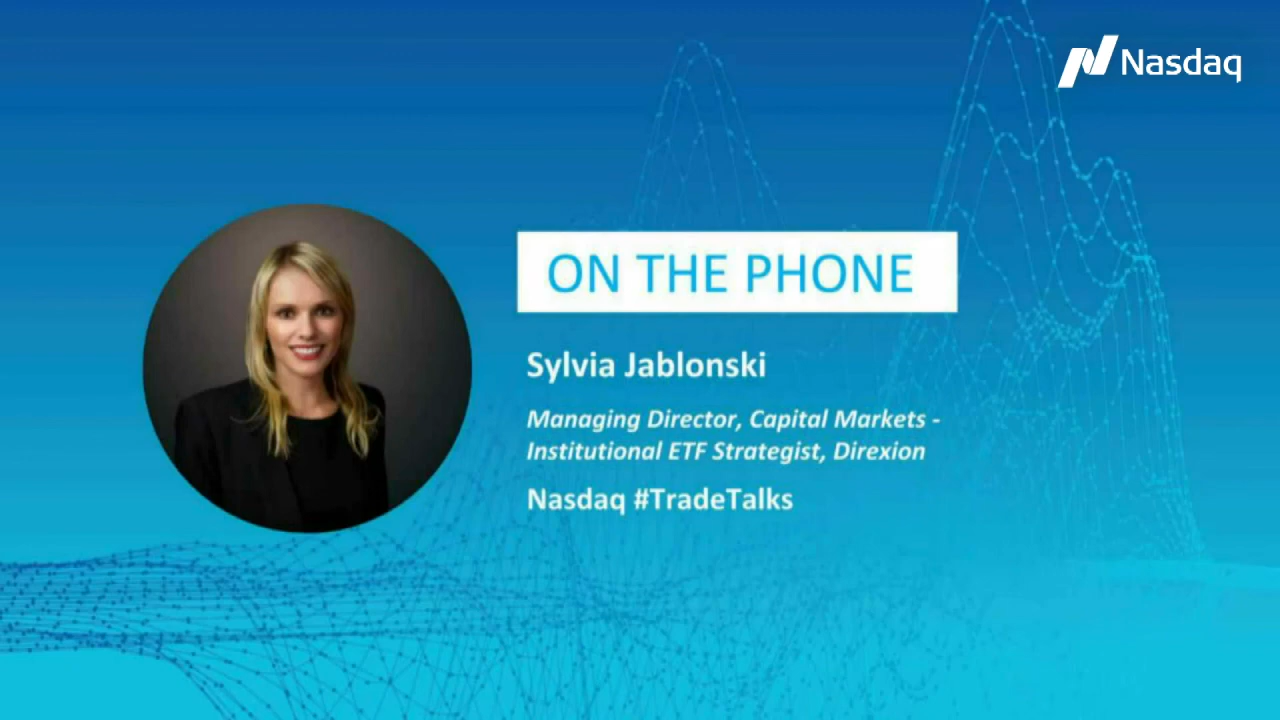 Nasdaq
ON THE PHONE
Sylvia Jablonski
Managing Director, Capital Markets -
Institutional ETF Strategist, Direxion
Nasdaq #TradeTalks